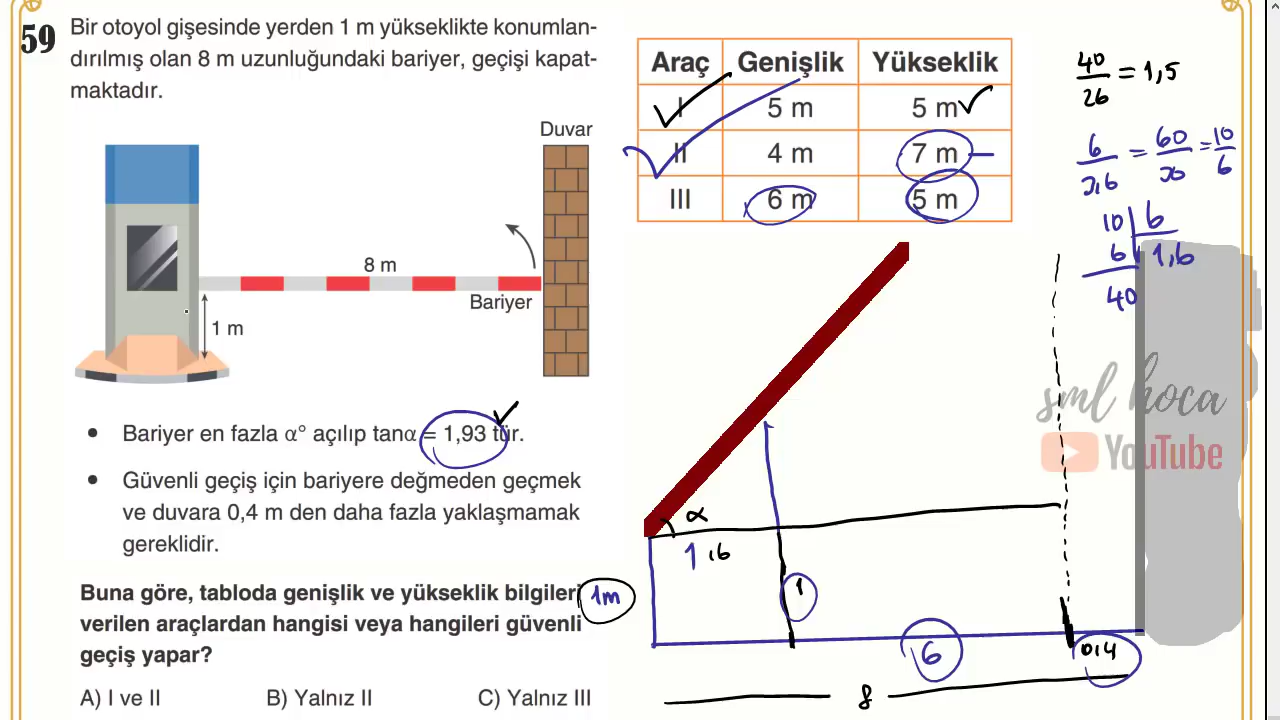 59
Bir otoyol gişesinde yerden 1 m yükseklikte konumlan-
dırılmış olan 8 m uzunluğundaki bariyer, geçişi kapat-
maktadır.
Duvar
8 m
Bariyer
1 m
• Bariyer en fazla α° açılıp tanα = 1,93 tür.
• Güvenli geçiş için bariyere değmeden geçmek
ve duvara 0,4 m den daha fazla yaklaşmamak
gereklidir.
Buna göre, tabloda genişlik ve yükseklik bilgileri
verilen araçlardan hangisi veya hangileri güvenli
geçiş yapar?
A) I ve II B) Yalnız II C) Yalnız III
Araç Genişlik Yükseklik
I 5 m 5 m
II 4 m 7 m
III 6 m 5 m
40/26 = 1,5
6/3,6 = 60/36 = 10/6
10 | 6
6 | 1,6
40
α
1,6
1m
1
6
0,4
8
sml hoca
YouTube